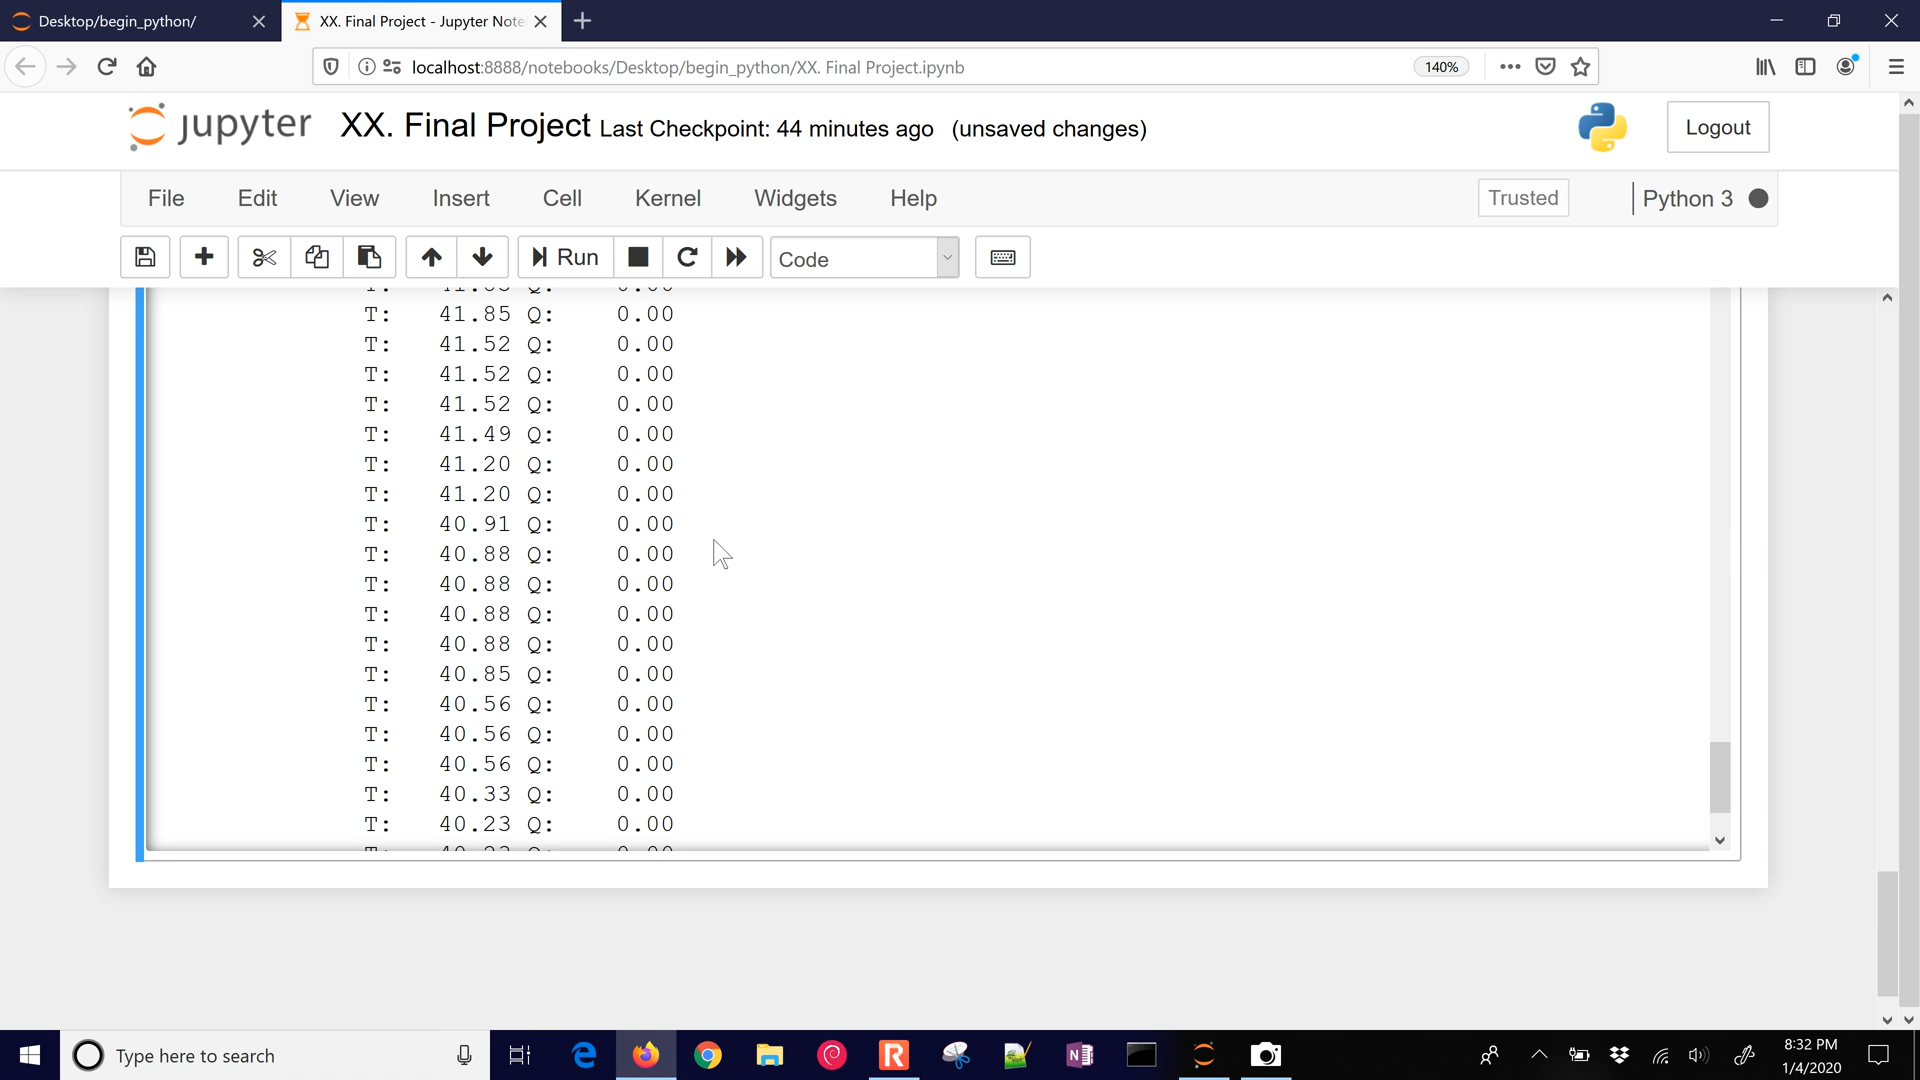 Desktop/begin_python/
XX. Final Project - Jupyter Note
localhost:8888/notebooks/Desktop/begin_python/XX. Final Project.ipynb
140%
jupyter XX. Final Project Last Checkpoint: 44 minutes ago (unsaved changes)
Logout
File Edit View Insert Cell Kernel Widgets Help
Trusted
Python 3
Run
Code
T: 41.85 Q: 0.00
T: 41.52 Q: 0.00
T: 41.52 Q: 0.00
T: 41.52 Q: 0.00
T: 41.49 Q: 0.00
T: 41.20 Q: 0.00
T: 41.20 Q: 0.00
T: 40.91 Q: 0.00
T: 40.88 Q: 0.00
T: 40.88 Q: 0.00
T: 40.88 Q: 0.00
T: 40.88 Q: 0.00
T: 40.85 Q: 0.00
T: 40.56 Q: 0.00
T: 40.56 Q: 0.00
T: 40.56 Q: 0.00
T: 40.33 Q: 0.00
T: 40.23 Q: 0.00
Type here to search
8:32 PM
1/4/2020